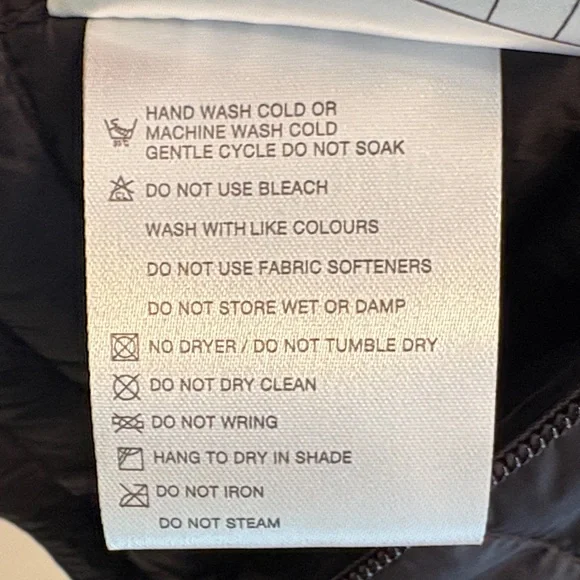 HAND WASH COLD OR
MACHINE WASH COLD
GENTLE CYCLE DO NOT SOAK
DO NOT USE BLEACH
WASH WITH LIKE COLOURS
DO NOT USE FABRIC SOFTENERS
DO NOT STORE WET OR DAMP
NO DRYER / DO NOT TUMBLE DRY
DO NOT DRY CLEAN
DO NOT WRING
HANG TO DRY IN SHADE
DO NOT IRON
DO NOT STEAM